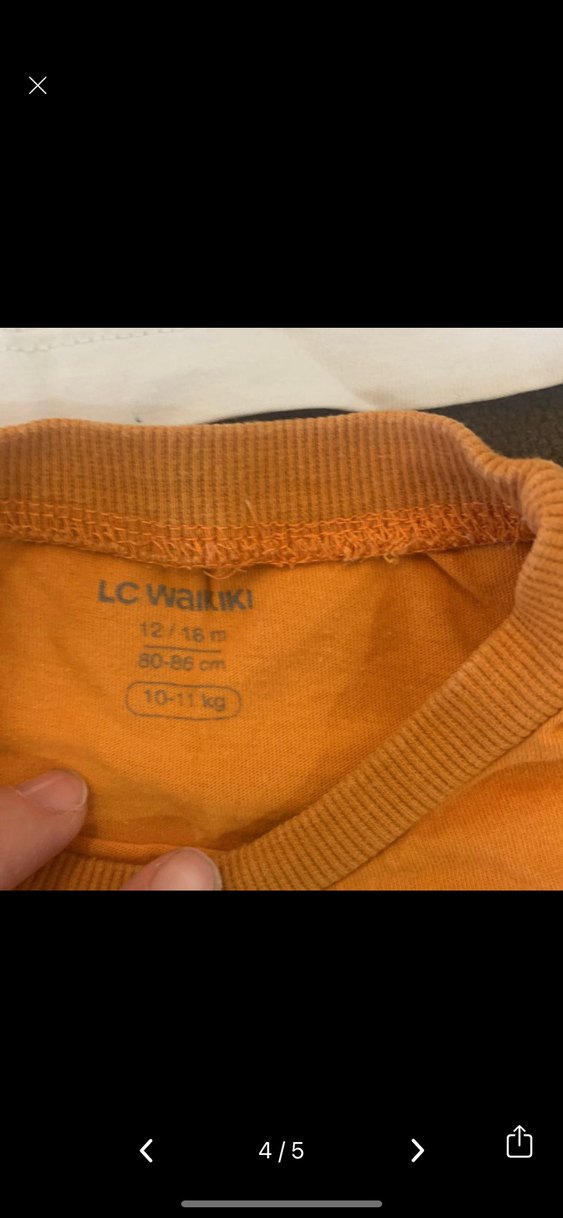 LC WAIKIKI
12 / 18 m
80-86 cm
10-11 kg
4 / 5